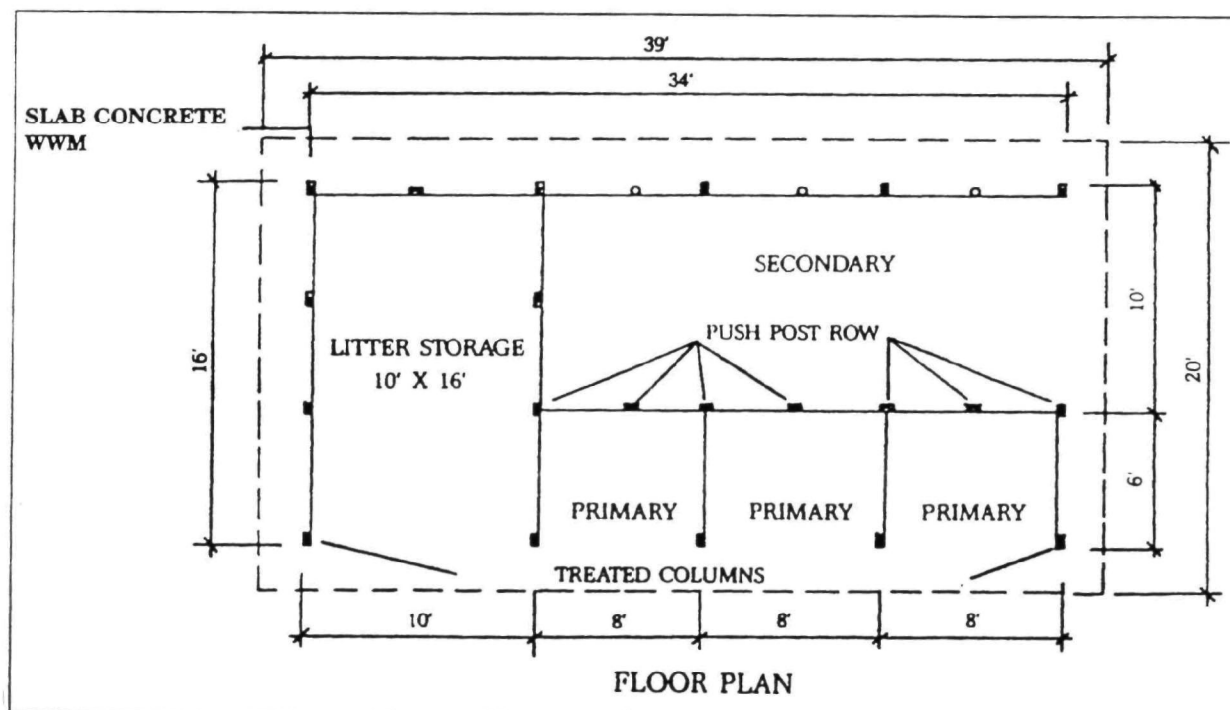 39'
34'
SLAB CONCRETE
WWM
SECONDARY
10'
PUSH POST ROW
16'
LITTER STORAGE
10' X 16'
20'
PRIMARY PRIMARY PRIMARY
6'
TREATED COLUMNS
10' 8' 8' 8'
FLOOR PLAN